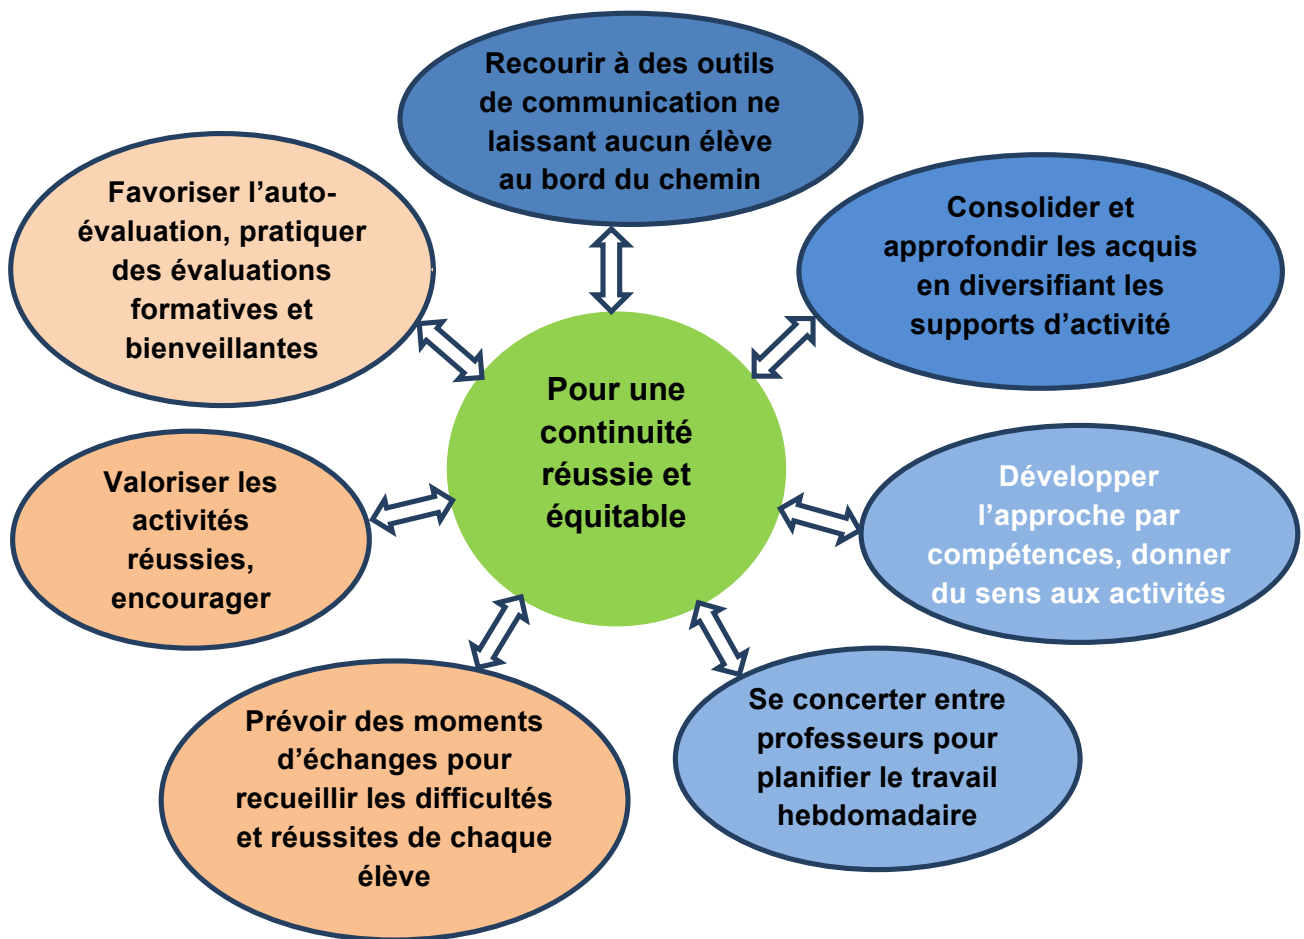 Recourir à des outils
de communication ne
laissant aucun élève
au bord du chemin
Consolider et
approfondir les acquis
en diversifiant les
supports d’activité
Développer
l’approche par
compétences, donner
du sens aux activités
Se concerter entre
professeurs pour
planifier le travail
hebdomadaire
Prévoir des moments
d’échanges pour
recueillir les difficultés
et réussites de chaque
élève
Valoriser les
activités
réussies,
encourager
Favoriser l’auto-
évaluation, pratiquer
des évaluations
formatives et
bienveillantes
Pour une
continuité
réussie et
équitable